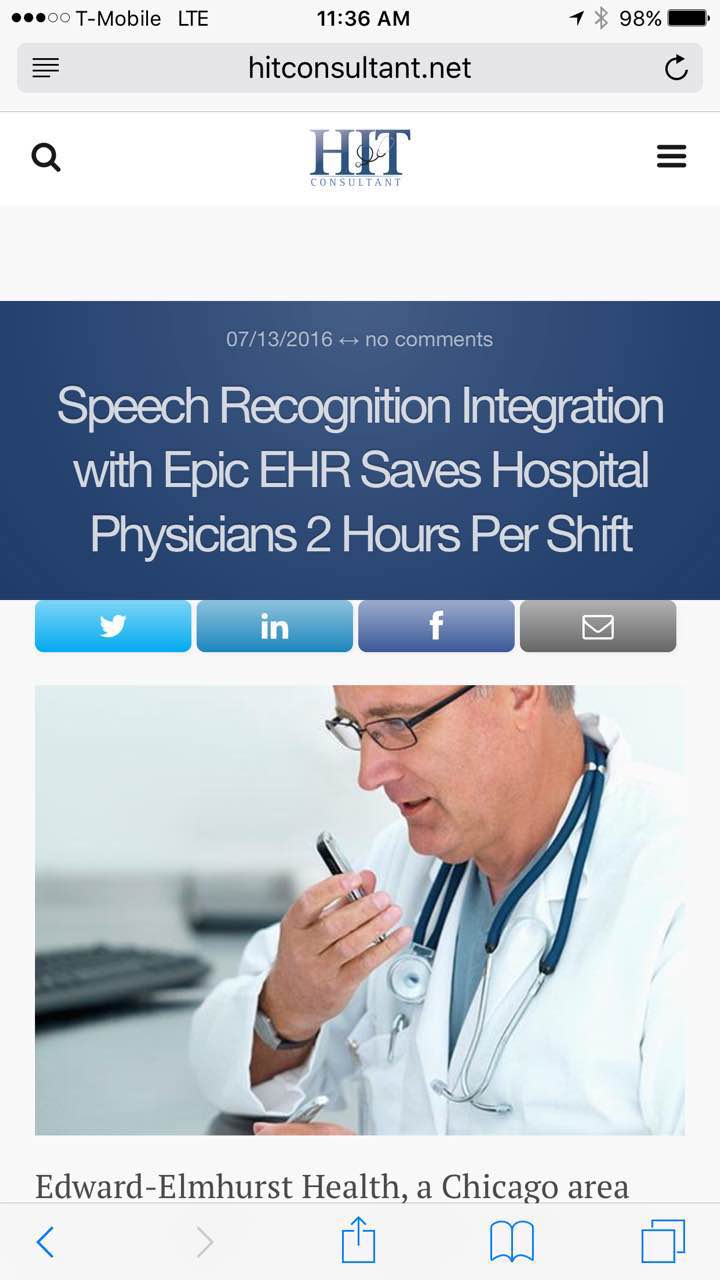 T-Mobile LTE 11:36 AM 98%
hitconsultant.net
HIT
CONSULTANT
07/13/2016 ↔ no comments
Speech Recognition Integration
with Epic EHR Saves Hospital
Physicians 2 Hours Per Shift
in f
Edward-Elmhurst Health, a Chicago area